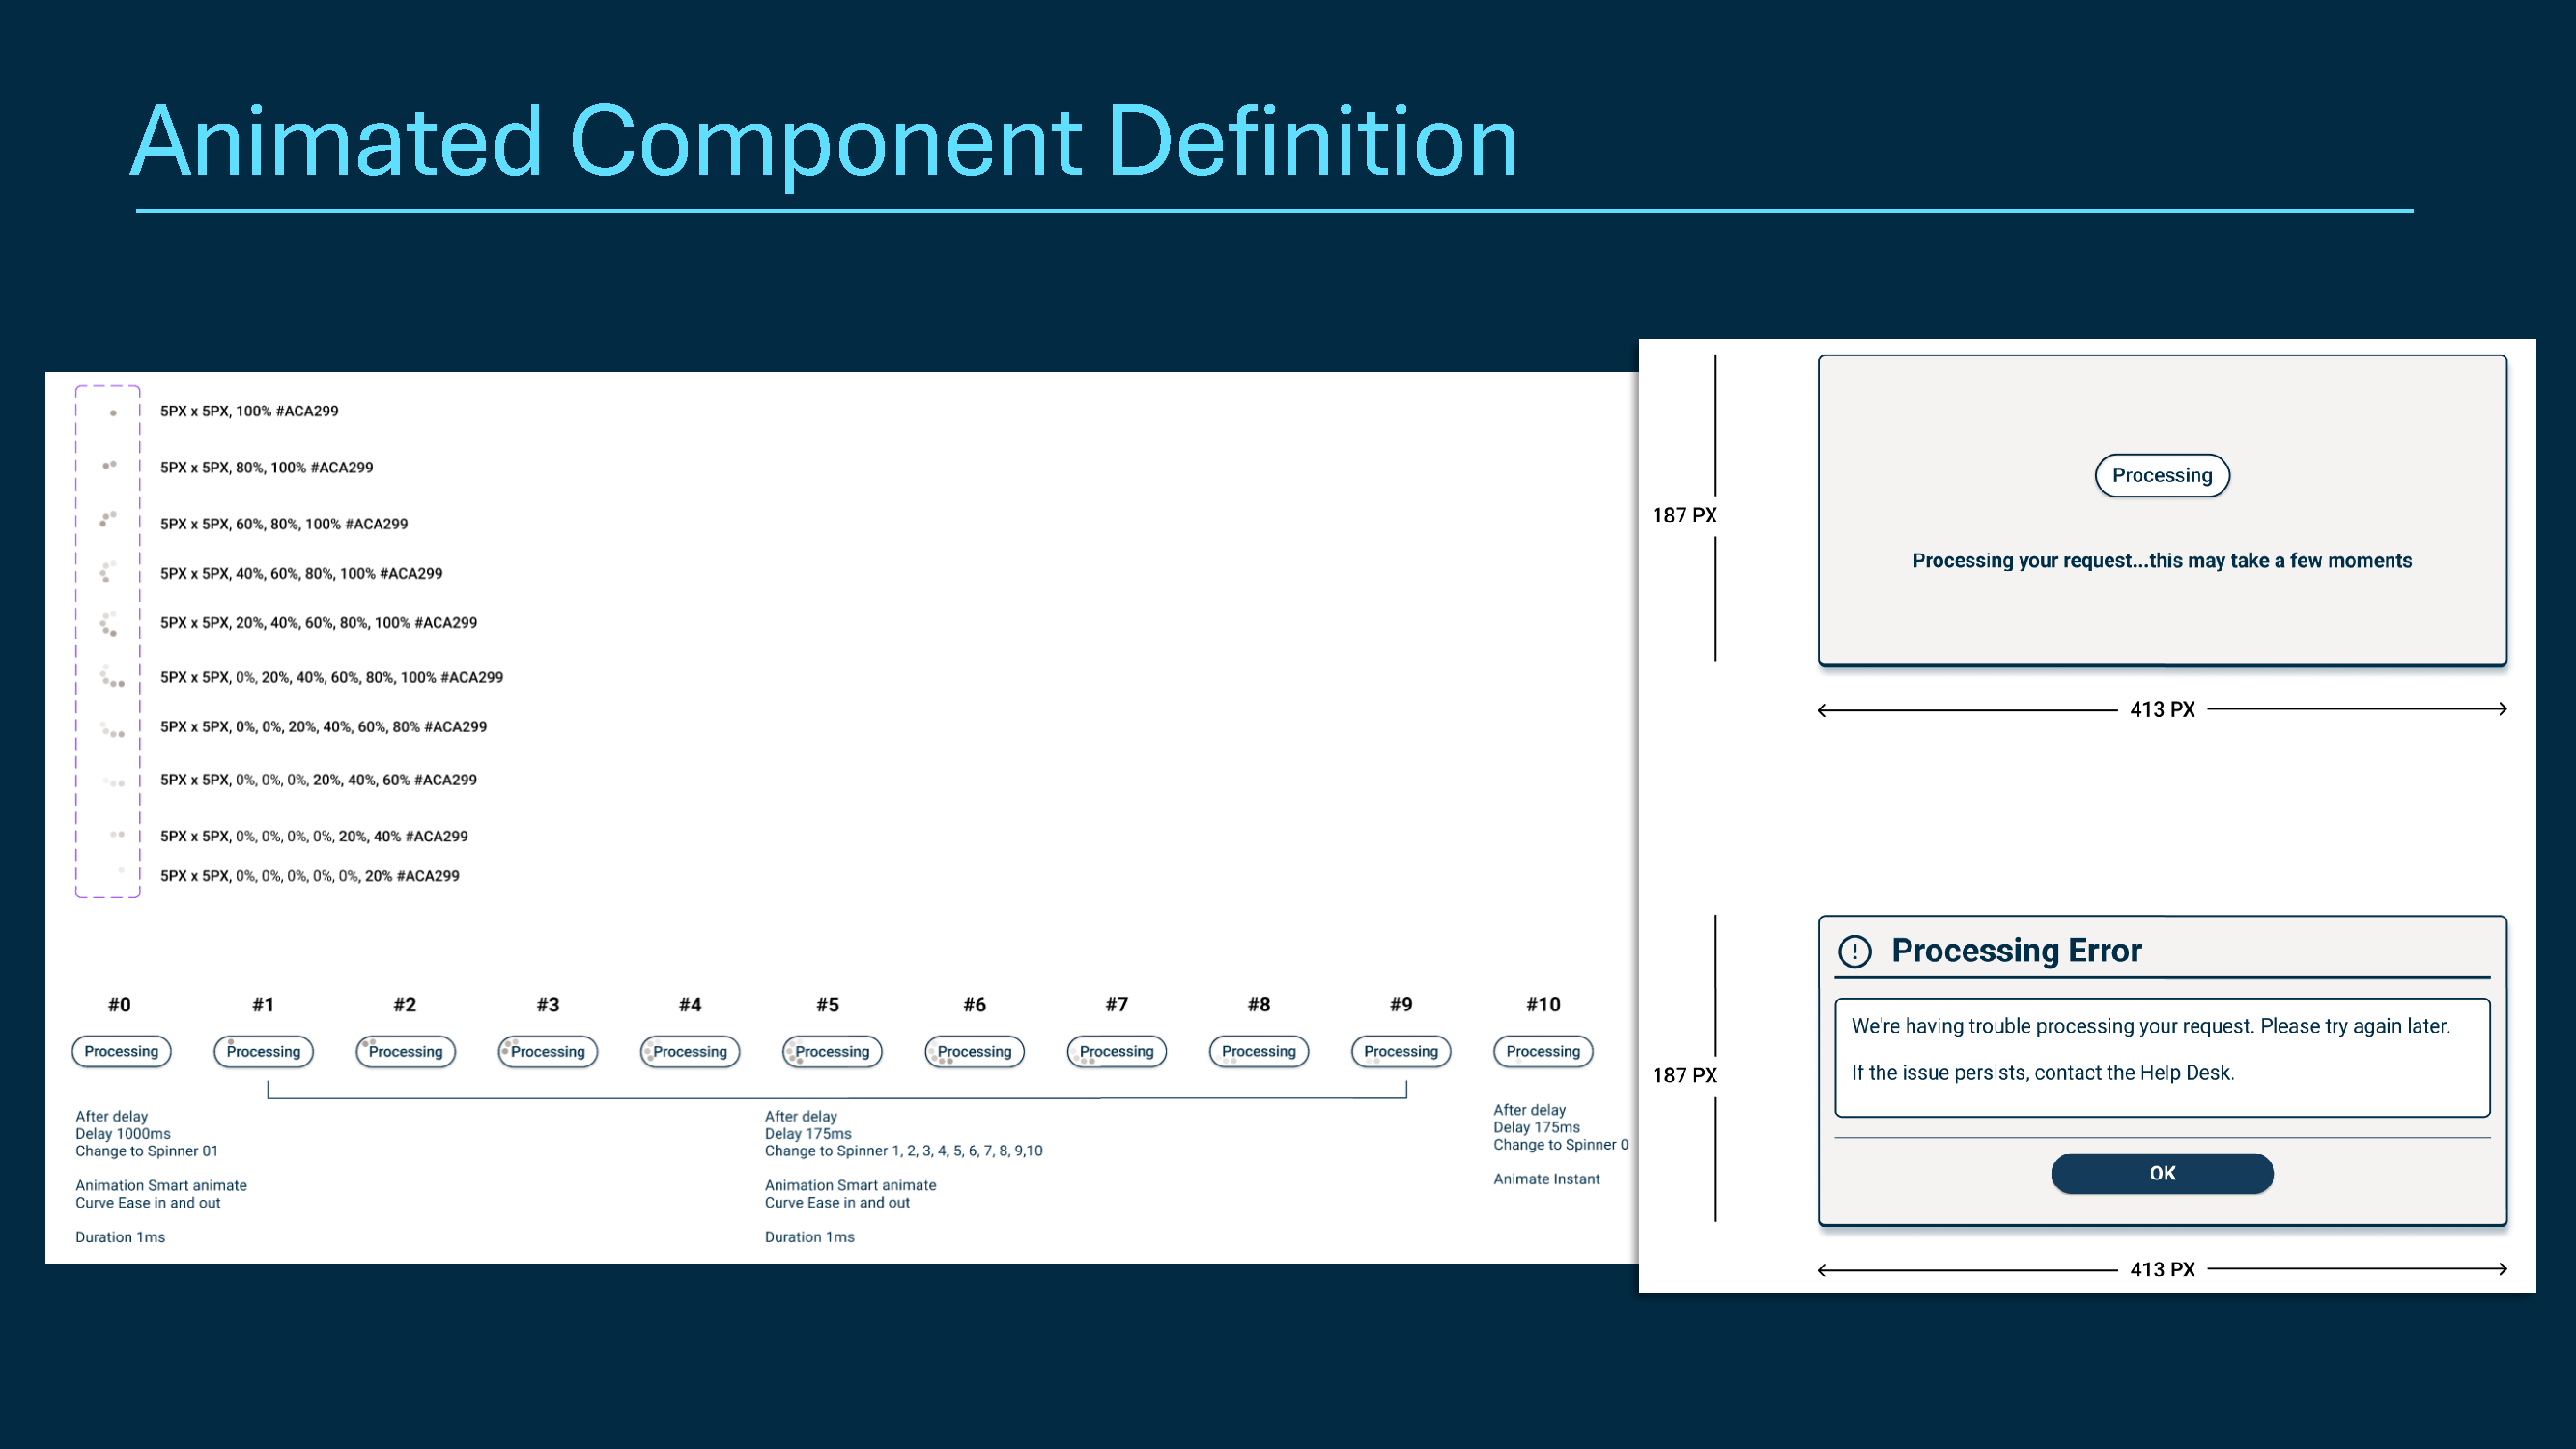 Animated Component Definition
5PX x 5PX, 100% #ACA299
5PX x 5PX, 80%, 100% #ACA299
5PX x 5PX, 60%, 80%, 100% #ACA299
5PX x 5PX, 40%, 60%, 80%, 100% #ACA299
5PX x 5PX, 20%, 40%, 60%, 80%, 100% #ACA299
5PX x 5PX, 0%, 20%, 40%, 60%, 80%, 100% #ACA299
5PX x 5PX, 0%, 0%, 20%, 40%, 60%, 80% #ACA299
5PX x 5PX, 0%, 0%, 0%, 20%, 40%, 60% #ACA299
5PX x 5PX, 0%, 0%, 0%, 0%, 20%, 40% #ACA299
5PX x 5PX, 0%, 0%, 0%, 0%, 0%, 20% #ACA299
#0 #1 #2 #3 #4 #5 #6 #7 #8 #9 #10
Processing Processing Processing Processing Processing Processing Processing Processing Processing Processing Processing
After delay
Delay 1000ms
Change to Spinner 01
Animation Smart animate
Curve Ease in and out
Duration 1ms
After delay
Delay 175ms
Change to Spinner 1, 2, 3, 4, 5, 6, 7, 8, 9,10
Animation Smart animate
Curve Ease in and out
Duration 1ms
After delay
Delay 175ms
Change to Spinner 0
Animate Instant
Processing
187 PX
Processing your request...this may take a few moments
413 PX
Processing Error
We're having trouble processing your request. Please try again later.
If the issue persists, contact the Help Desk.
187 PX
OK
413 PX